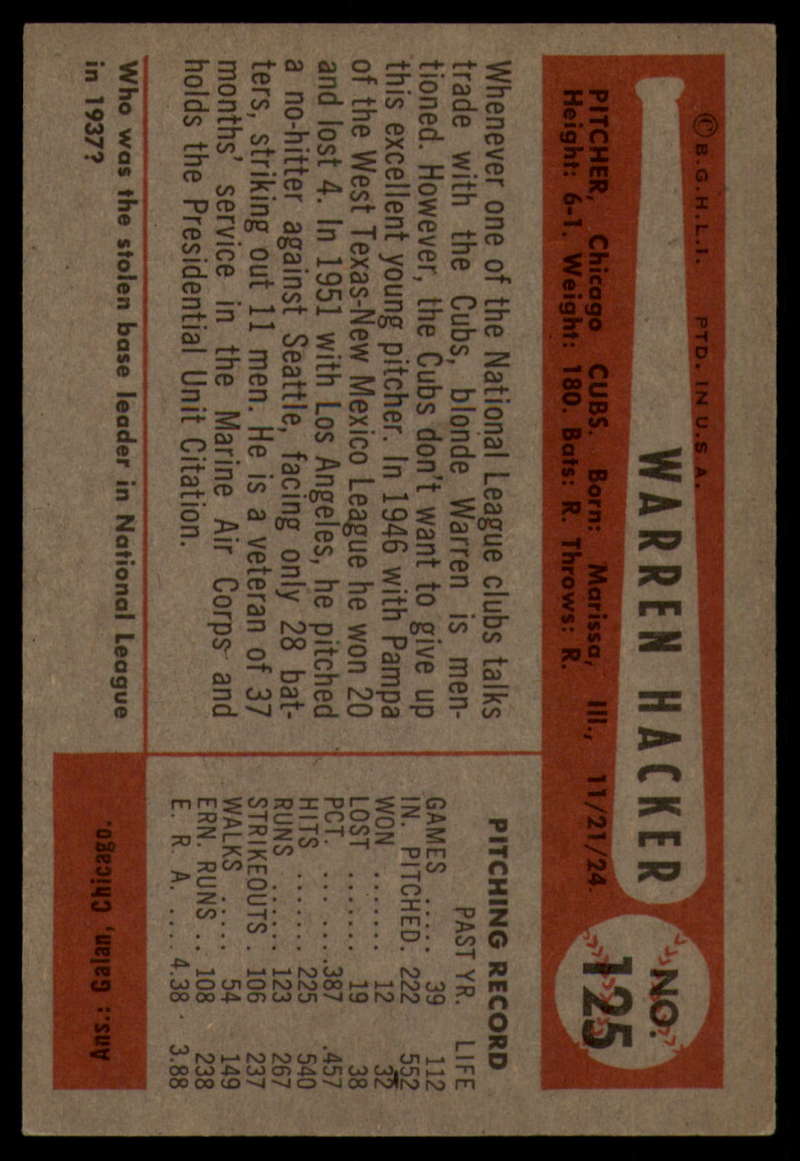 © B.G.H.L.I. PTD. IN U.S A.
WARREN HACKER
NO.
125
PITCHER, Chicago CUBS. Born: Marissa, Ill., 11/21/24.
Height: 6-1. Weight: 180. Bats: R. Throws: R.
Whenever one of the National League clubs talks
trade with the Cubs, blonde Warren is men-
tioned. However, the Cubs don't want to give up
this excellent young pitcher. In 1946 with Pampa
of the West Texas-New Mexico League he won 20
and lost 4. In 1951 with Los Angeles, he pitched
a no-hitter against Seattle, facing only 28 bat-
ters, striking out 11 men. He is a veteran of 37
months' service in the Marine Air Corps and
holds the Presidential Unit Citation.
PITCHING RECORD
PAST YR. LIFE
GAMES ..... 39 112
IN. PITCHED. 222 552
WON ...... 12 32
LOST ....... 19 38
PCT. ........ .387 .457
HITS ....... 225 540
RUNS ...... 123 267
STRIKEOUTS . 106 237
WALKS ..... 54 149
ERN. RUNS .. 108 238
E. R A. .... 4.38 3.88
Who was the stolen base leader in National League
in 1937?
Ans.: Galan, Chicago.